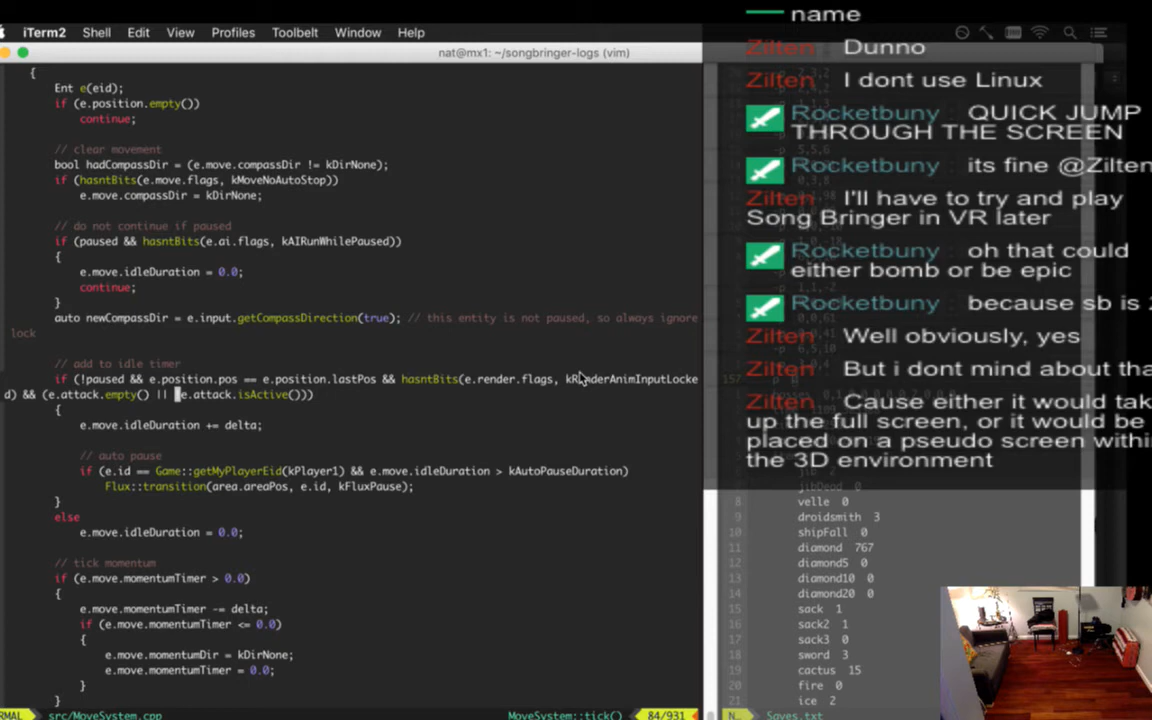 iTerm2 Shell Edit View Profiles Toolbelt Window Help
nat@mx1: ~/songbringer-logs (vim)
{
Ent e(eid);
if (e.position.empty())
continue;
// clear movement
bool hadCompassDir = (e.move.compassDir != kDirNone);
if (hasntBits(e.move.flags, kMoveNoAutoStop))
e.move.compassDir = kDirNone;
// do not continue if paused
if (paused && hasntBits(e.ai.flags, kAIRunWhilePaused))
{
e.move.idleDuration = 0.0;
continue;
}
auto newCompassDir = e.input.getCompassDirection(true); // this entity is not paused, so always ignore
lock
// add to idle timer
if (!paused && e.position.pos == e.position.lastPos && hasntBits(e.render.flags, kRenderAnimInputLocke
d) && (e.attack.empty() || !e.attack.isActive()))
{
e.move.idleDuration += delta;
// auto pause
if (e.id == Game::getMyPlayerEid(kPlayer1) && e.move.idleDuration > kAutoPauseDuration)
Flux::transition(area.areaPos, e.id, kFluxPause);
}
else
e.move.idleDuration = 0.0;
// tick momentum
if (e.move.momentumTimer > 0.0)
{
e.move.momentumTimer -= delta;
if (e.move.momentumTimer <= 0.0)
{
e.move.momentumDir = kDirNone;
e.move.momentumTimer = 0.0;
}
}
RMAL src/MoveSystem.cpp MoveSystem::tick() 84/931
name
Zilten Dunno
Zilten I dont use Linux
Rocketbuny QUICK JUMP
THROUGH THE SCREEN
Rocketbuny its fine @Zilten
Zilten I'll have to try and play
Song Bringer in VR later
Rocketbuny oh that could
either bomb or be epic
Rocketbuny because sb is
Zilten Well obviously, yes
Zilten But i dont mind about tha
Zilten Cause either it would tak
up the full screen, or it would be
placed on a pseudo screen within
the 3D environment
jibDead 0
8 velle 0
9 droidsmith 3
10 shipFall 0
11 diamond 767
12 diamond5 0
13 diamond10 0
14 diamond20 0
15 sack 1
16 sack2 1
17 sack3 0
18 sword 3
19 cactus 15
20 fire 0
21 ice 2
N… Saves.txt